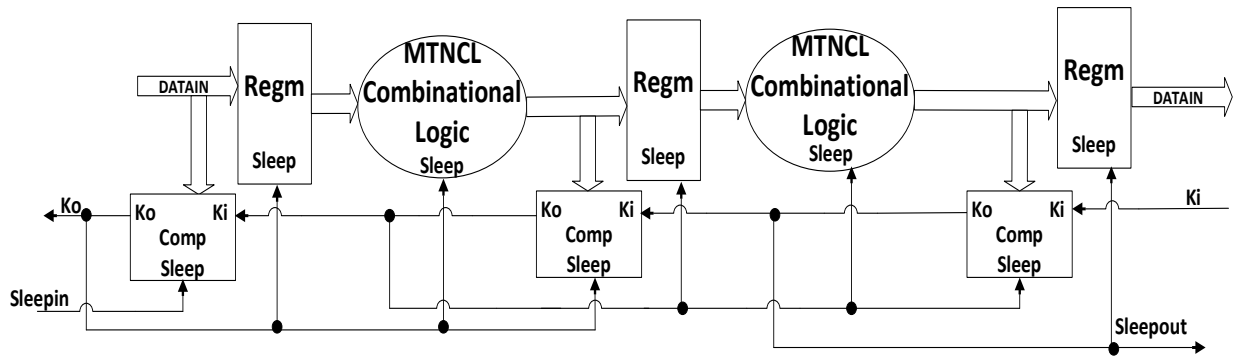 DATAIN
Regm
Sleep
MTNCL
Combinational
Logic
Sleep
Regm
Sleep
MTNCL
Combinational
Logic
Sleep
Regm
Sleep
DATAIN
Ko
Ko Ki
Comp
Sleep
Ko Ki
Comp
Sleep
Ko Ki
Comp
Sleep
Ki
Sleepin
Sleepout